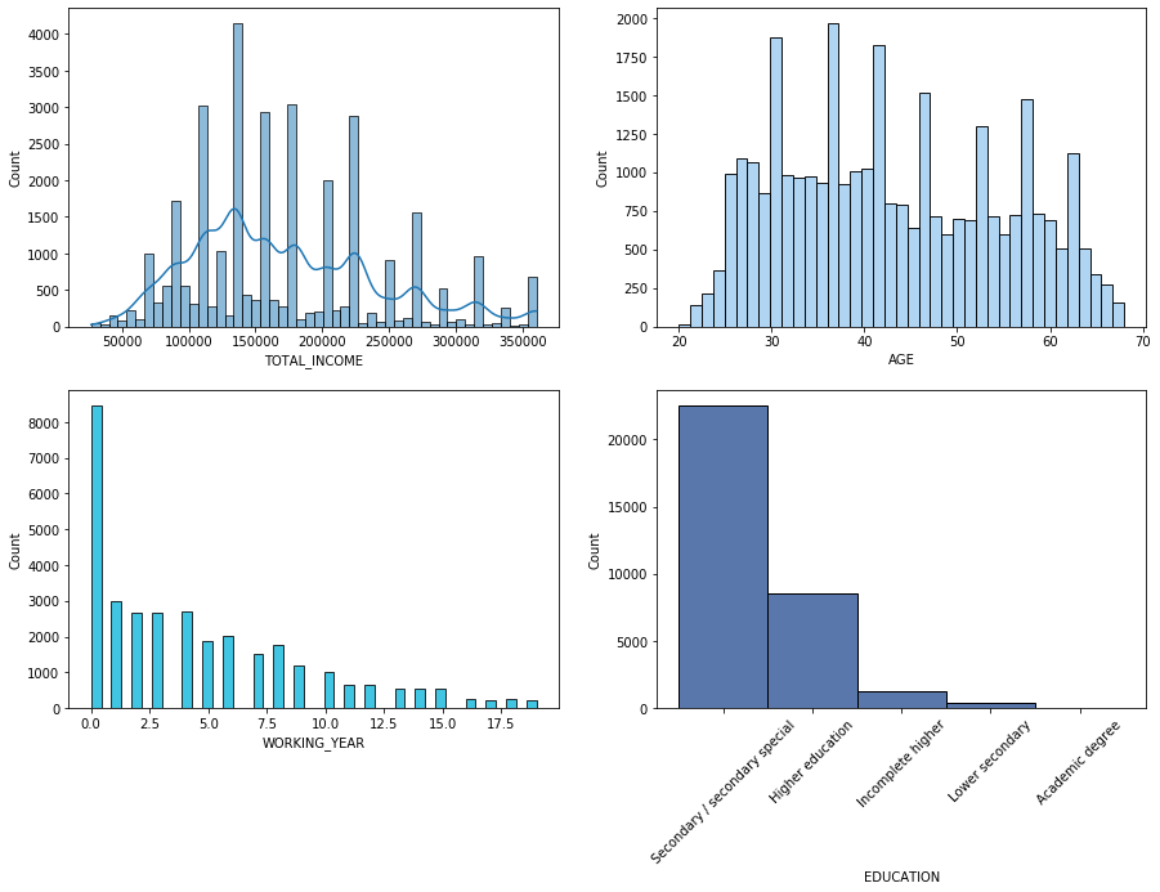 4000
3500
3000
2500
2000
1500
1000
500
0
Count
50000 100000 150000 200000 250000 300000 350000
TOTAL_INCOME
2000
1750
1500
1250
1000
750
500
250
0
Count
20 30 40 50 60 70
AGE
8000
7000
6000
5000
4000
3000
2000
1000
0
Count
0.0 2.5 5.0 7.5 10.0 12.5 15.0 17.5
WORKING_YEAR
20000
15000
10000
5000
0
Count
Secondary / secondary special
Higher education
Incomplete higher
Lower secondary
Academic degree
EDUCATION